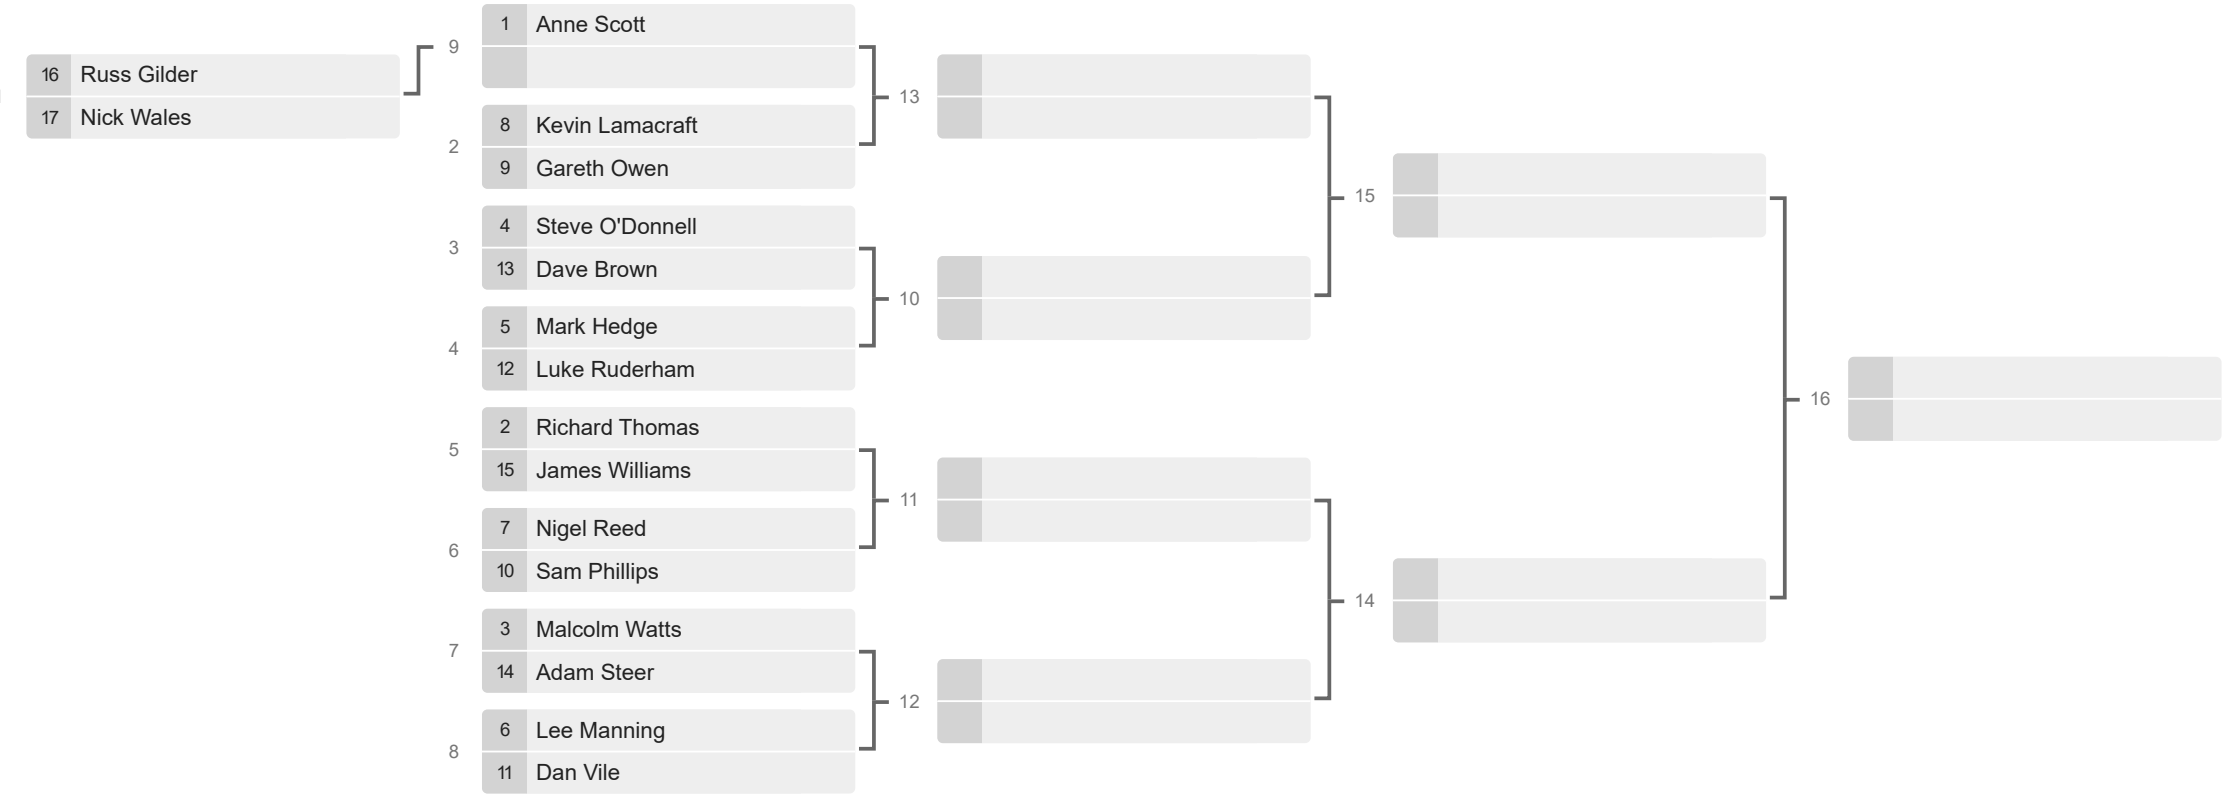 16 Russ Gilder
17 Nick Wales
9
1 Anne Scott
2
8 Kevin Lamacraft
9 Gareth Owen
3
4 Steve O'Donnell
13 Dave Brown
4
5 Mark Hedge
12 Luke Ruderham
5
2 Richard Thomas
15 James Williams
6
7 Nigel Reed
10 Sam Phillips
7
3 Malcolm Watts
14 Adam Steer
8
6 Lee Manning
11 Dan Vile
13
10
11
12
15
14
16